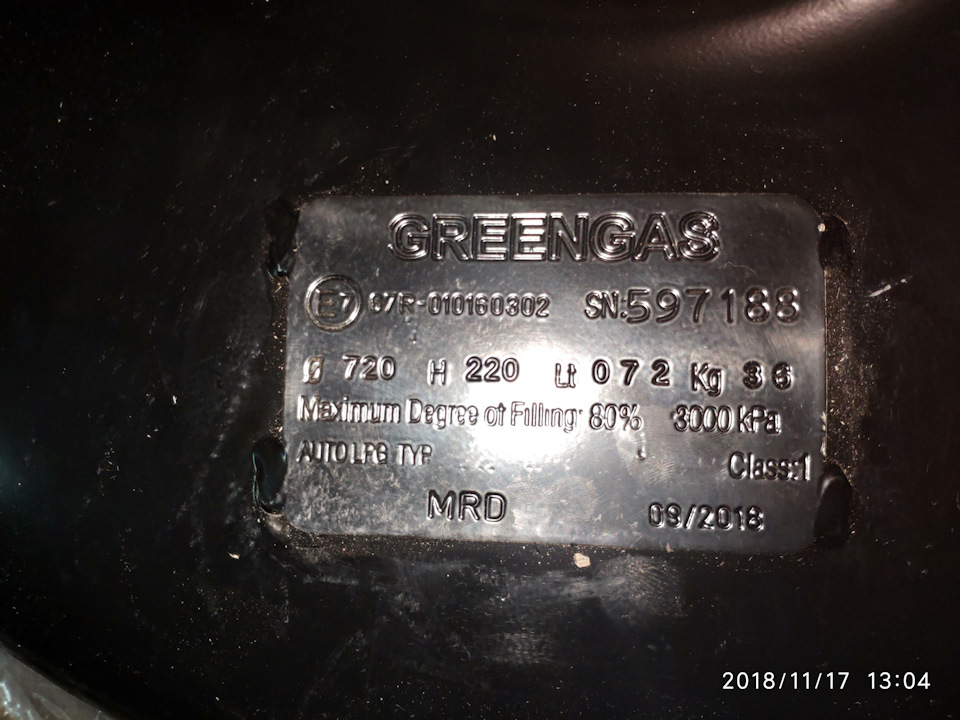 GREENGAS
E7 67R-010160302 SN:597188
Ø 720 H 220 Lt 072 Kg 36
Maximum Degree of Filling: 80% 3000 kPa
AUTO LPG TYP
Class:1
MRD 09/2018
2018/11/17 13:04